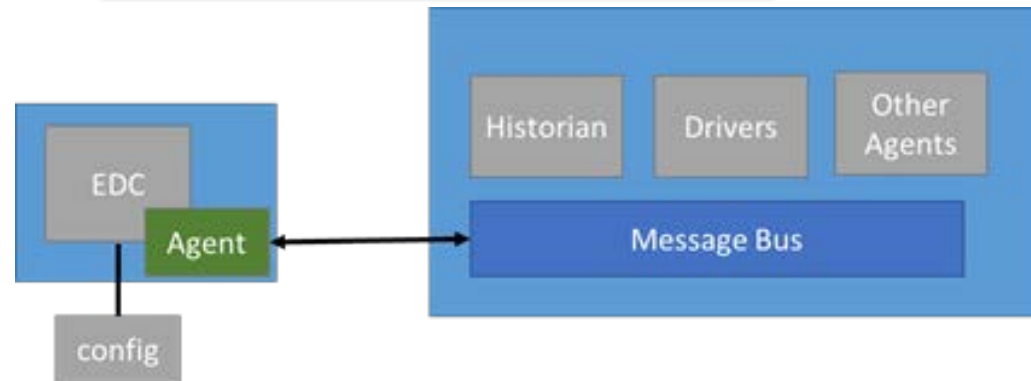 Historian
Drivers
Other
Agents
EDC
Agent
Message Bus
config